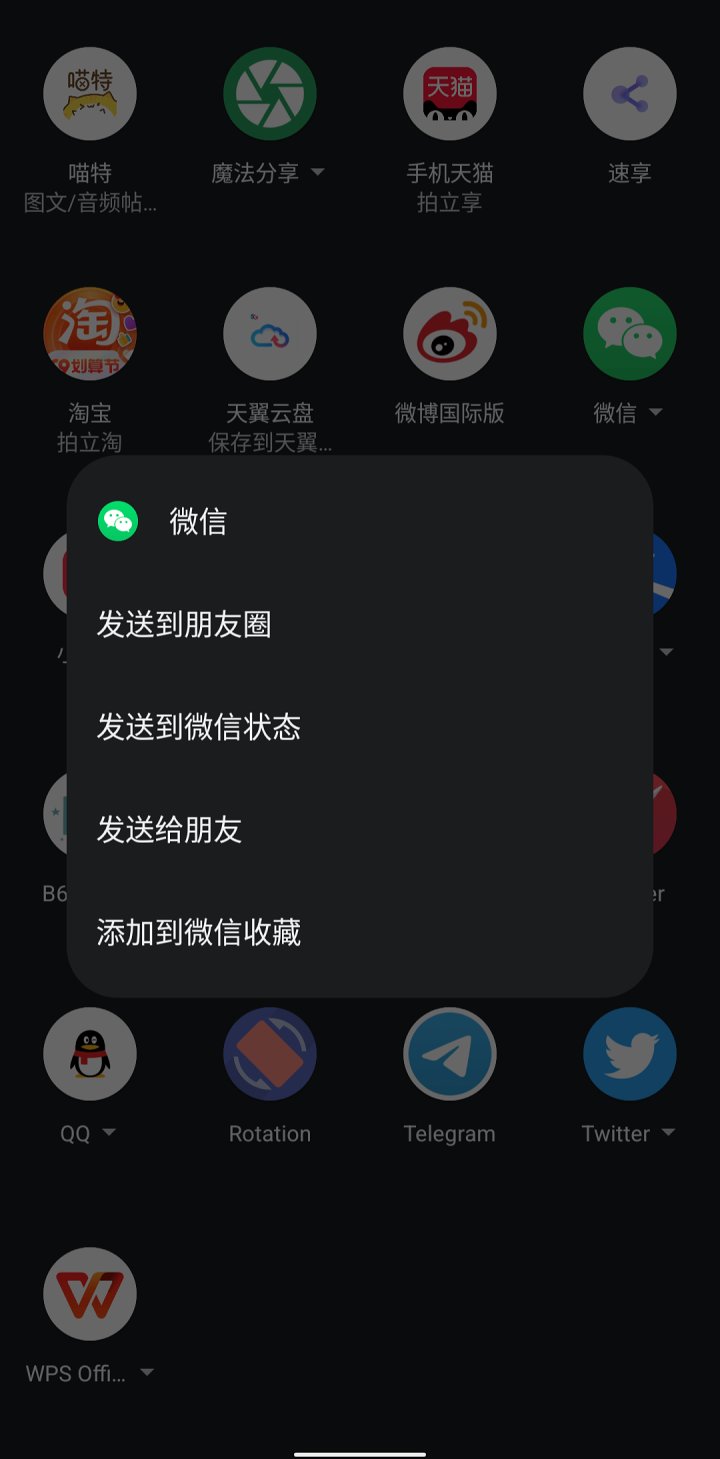 喵特
天猫
喵特
魔法分享
手机天猫
速享
图文/音频帖…
拍立享
淘
9划算节
淘宝
天翼云盘
微博国际版
微信
拍立淘
保存到天翼…
微信
发送到朋友圈
发送到微信状态
发送给朋友
B6
er
添加到微信收藏
QQ
Rotation
Telegram
Twitter
WPS Offi…